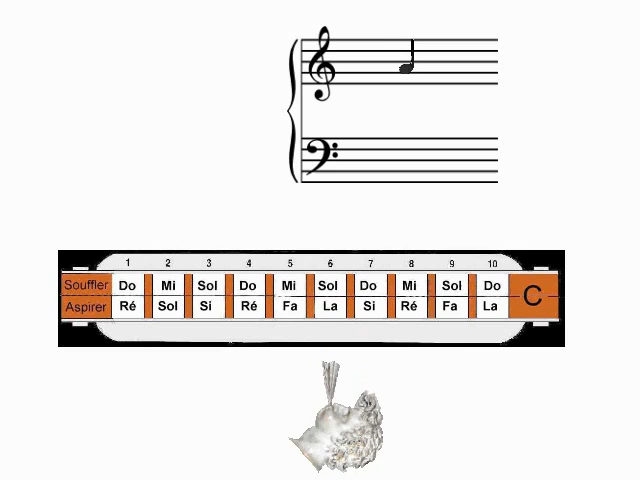 1 2 3 4 5 6 7 8 9 10
Souffler Do Mi Sol Do Mi Sol Do Mi Sol Do
Aspirer Ré Sol Si Ré Fa La Si Ré Fa La
C